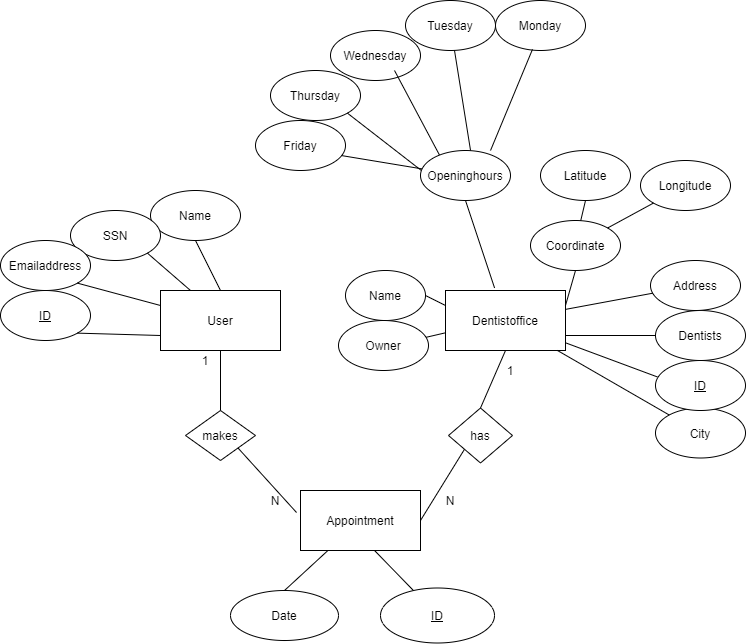 Tuesday
Monday
Wednesday
Thursday
Friday
Openinghours
Latitude
Longitude
Name
SSN
Coordinate
Emailaddress
ID
User
Name
Owner
Dentistoffice
Address
Dentists
ID
City
1
1
makes
has
N
N
Appointment
Date
ID